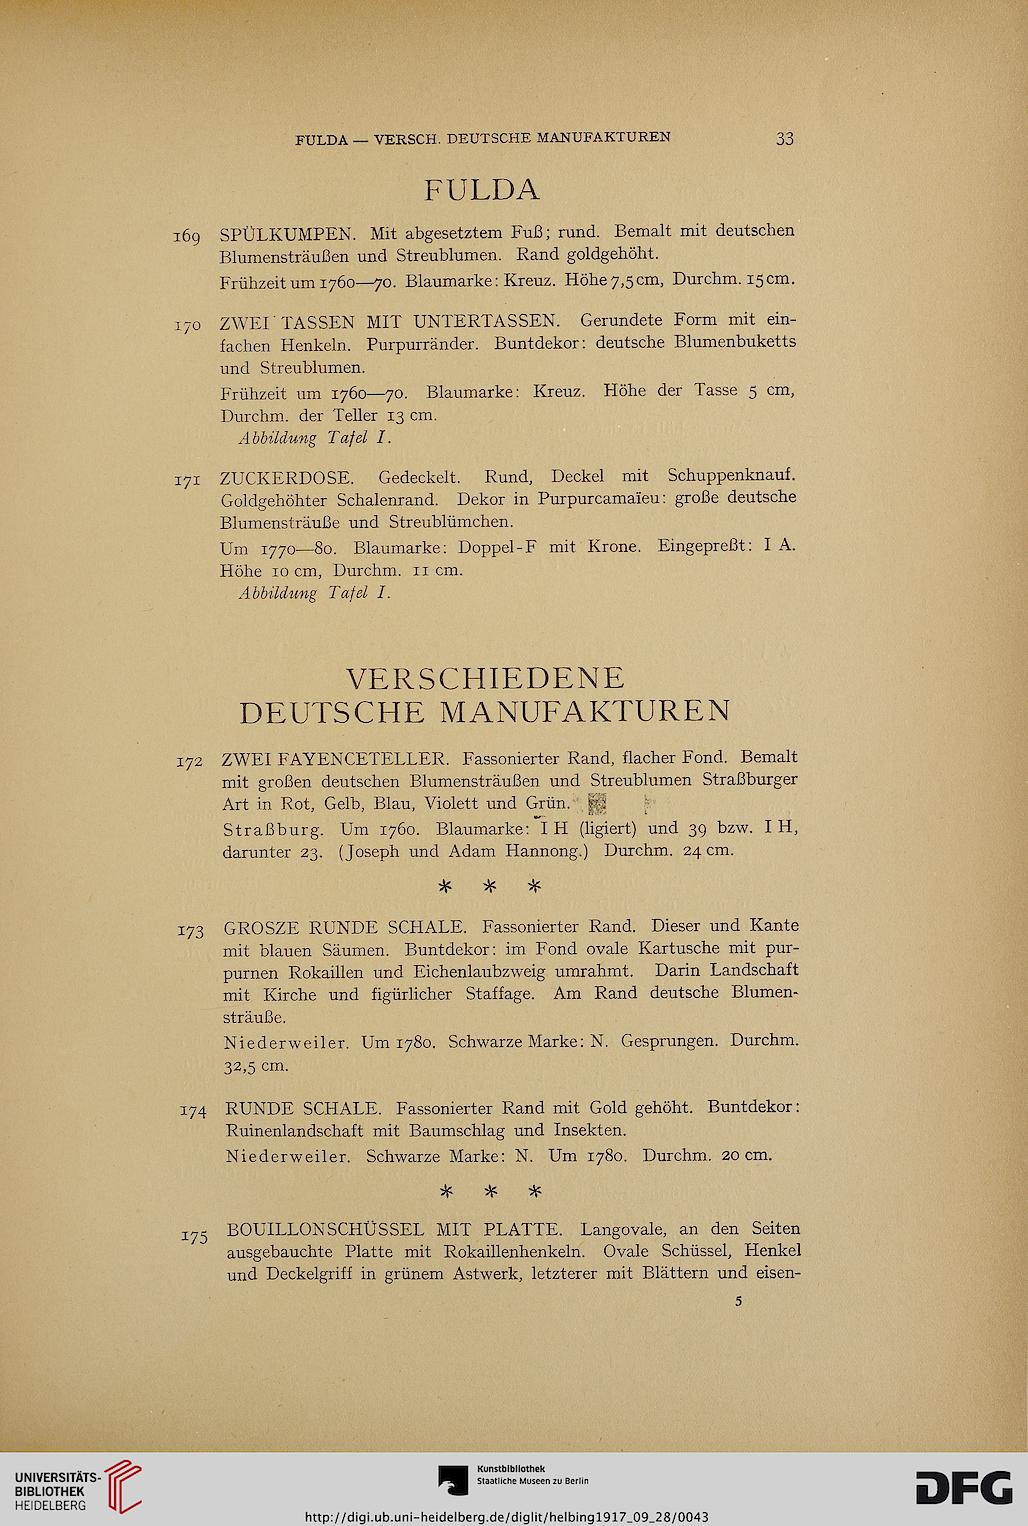 FULDA — VERSCH. DEUTSCHE MANUFAKTUREN 33
FULDA
169 SPÜLKUMPEN. Mit abgesetztem Fuß; rund. Bemalt mit deutschen
Blumensträußen und Streublumen. Rand goldgehöht.
Frühzeit um 1760—70. Blaumarke: Kreuz. Höhe 7,5 cm, Durchm. 15 cm.
170 ZWEI TASSEN MIT UNTERTASSEN. Gerundete Form mit ein-
fachen Henkeln. Purpurränder. Buntdekor: deutsche Blumenbuketts
und Streublumen.
Frühzeit um 1760—70. Blaumarke: Kreuz. Höhe der Tasse 5 cm,
Durchm. der Teller 13 cm.
Abbildung Tafel I.
171 ZUCKERDOSE. Gedeckelt. Rund, Deckel mit Schuppenknauf.
Goldgehöhter Schalenrand. Dekor in Purpurcamaïeu: große deutsche
Blumensträuße und Streublümchen.
Um 1770—80. Blaumarke: Doppel-F mit Krone. Eingepreßt: I A.
Höhe 10 cm, Durchm. 11 cm.
Abbildung Tafel I.
VERSCHIEDENE
DEUTSCHE MANUFAKTUREN
172 ZWEI FAYENCETELLER. Fassonierter Rand, flacher Fond. Bemalt
mit großen deutschen Blumensträußen und Streublumen Straßburger
Art in Rot, Gelb, Blau, Violett und Grün.
Straßburg. Um 1760. Blaumarke: I H (ligiert) und 39 bzw. I H,
darunter 23. (Joseph und Adam Hannong.) Durchm. 24 cm.
* * *
173 GROSZE RUNDE SCHALE. Fassonierter Rand. Dieser und Kante
mit blauen Säumen. Buntdekor: im Fond ovale Kartusche mit pur-
purnen Rokaillen und Eichenlaubzweig umrahmt. Darin Landschaft
mit Kirche und figürlicher Staffage. Am Rand deutsche Blumen-
sträuße.
Niederweiler. Um 1780. Schwarze Marke: N. Gesprungen. Durchm.
32,5 cm.
174 RUNDE SCHALE. Fassonierter Rand mit Gold gehöht. Buntdekor:
Ruinenlandschaft mit Baumschlag und Insekten.
Niederweiler. Schwarze Marke: N. Um 1780. Durchm. 20 cm.
* * *
175 BOUILLONSCHÜSSEL MIT PLATTE. Langovale, an den Seiten
ausgebauchte Platte mit Rokaillenhenkeln. Ovale Schüssel, Henkel
und Deckelgriff in grünem Astwerk, letzterer mit Blättern und eisen-
5
UNIVERSITÄTS-
BIBLIOTHEK
HEIDELBERG
Kunstbibliothek
Staatliche Museen zu Berlin
DFG
http://digi.ub.uni-heidelberg.de/diglit/helbing1917_09_28/0043